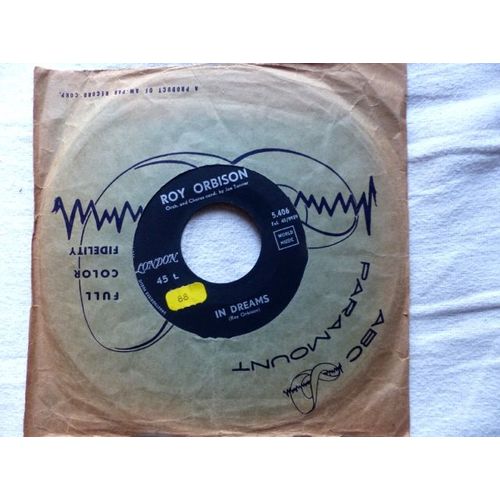 A PRODUCT OF AM-PAR RECORD CORP.
ROY ORBISON
Orch. and Chorus cond. by Joe Tanner
5.406
WORLD
MUSIC
LONDON
45 t.
88
IN DREAMS
(Roy Orbison)
FULL
COLOR
FIDELITY
ABC
PARAMOUNT